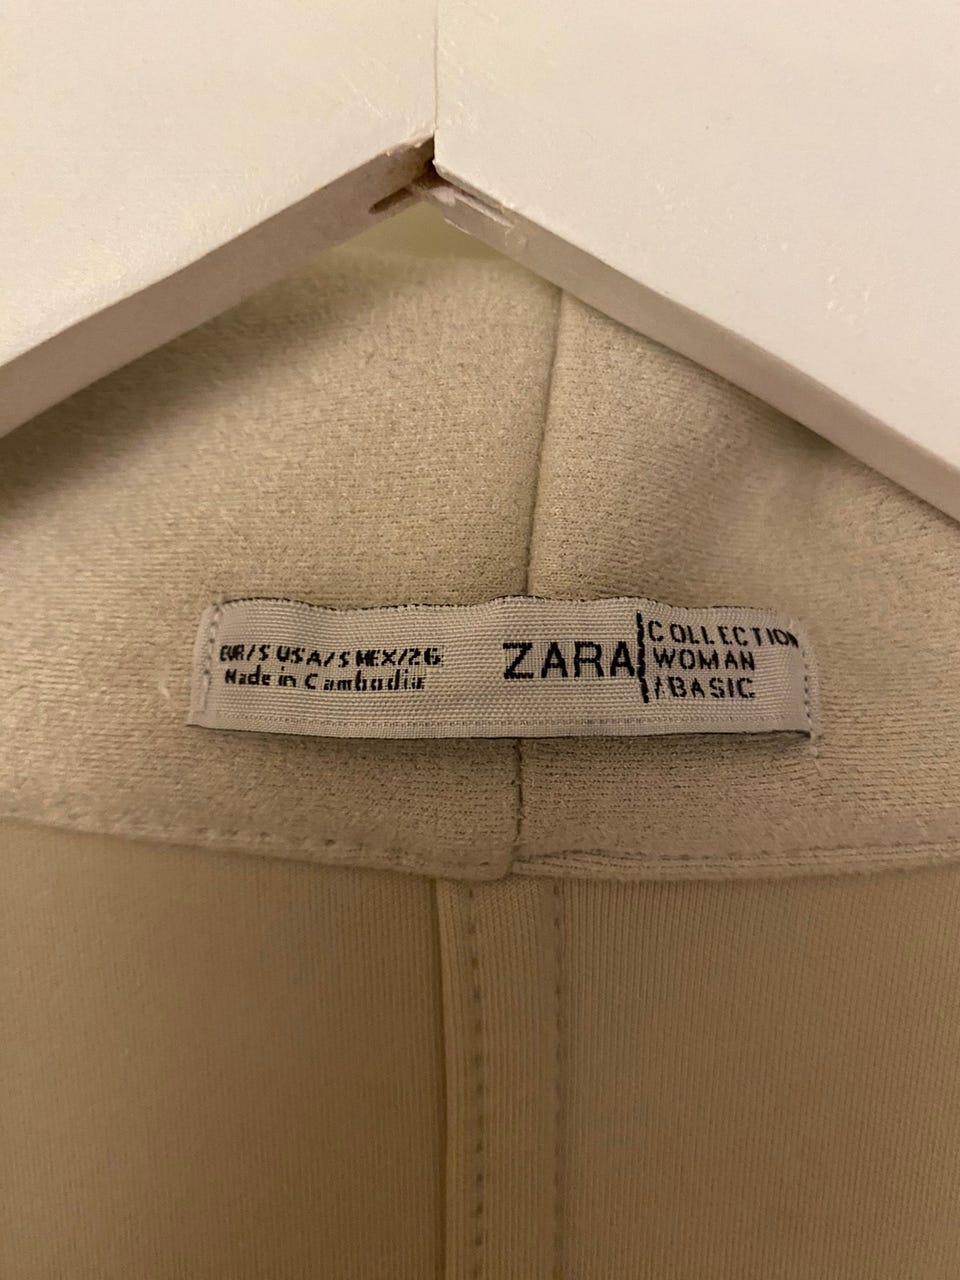 EUR/S USA/S MEX/26
Made in Cambodia
ZARA
COLLECTION
WOMAN
/BASIC